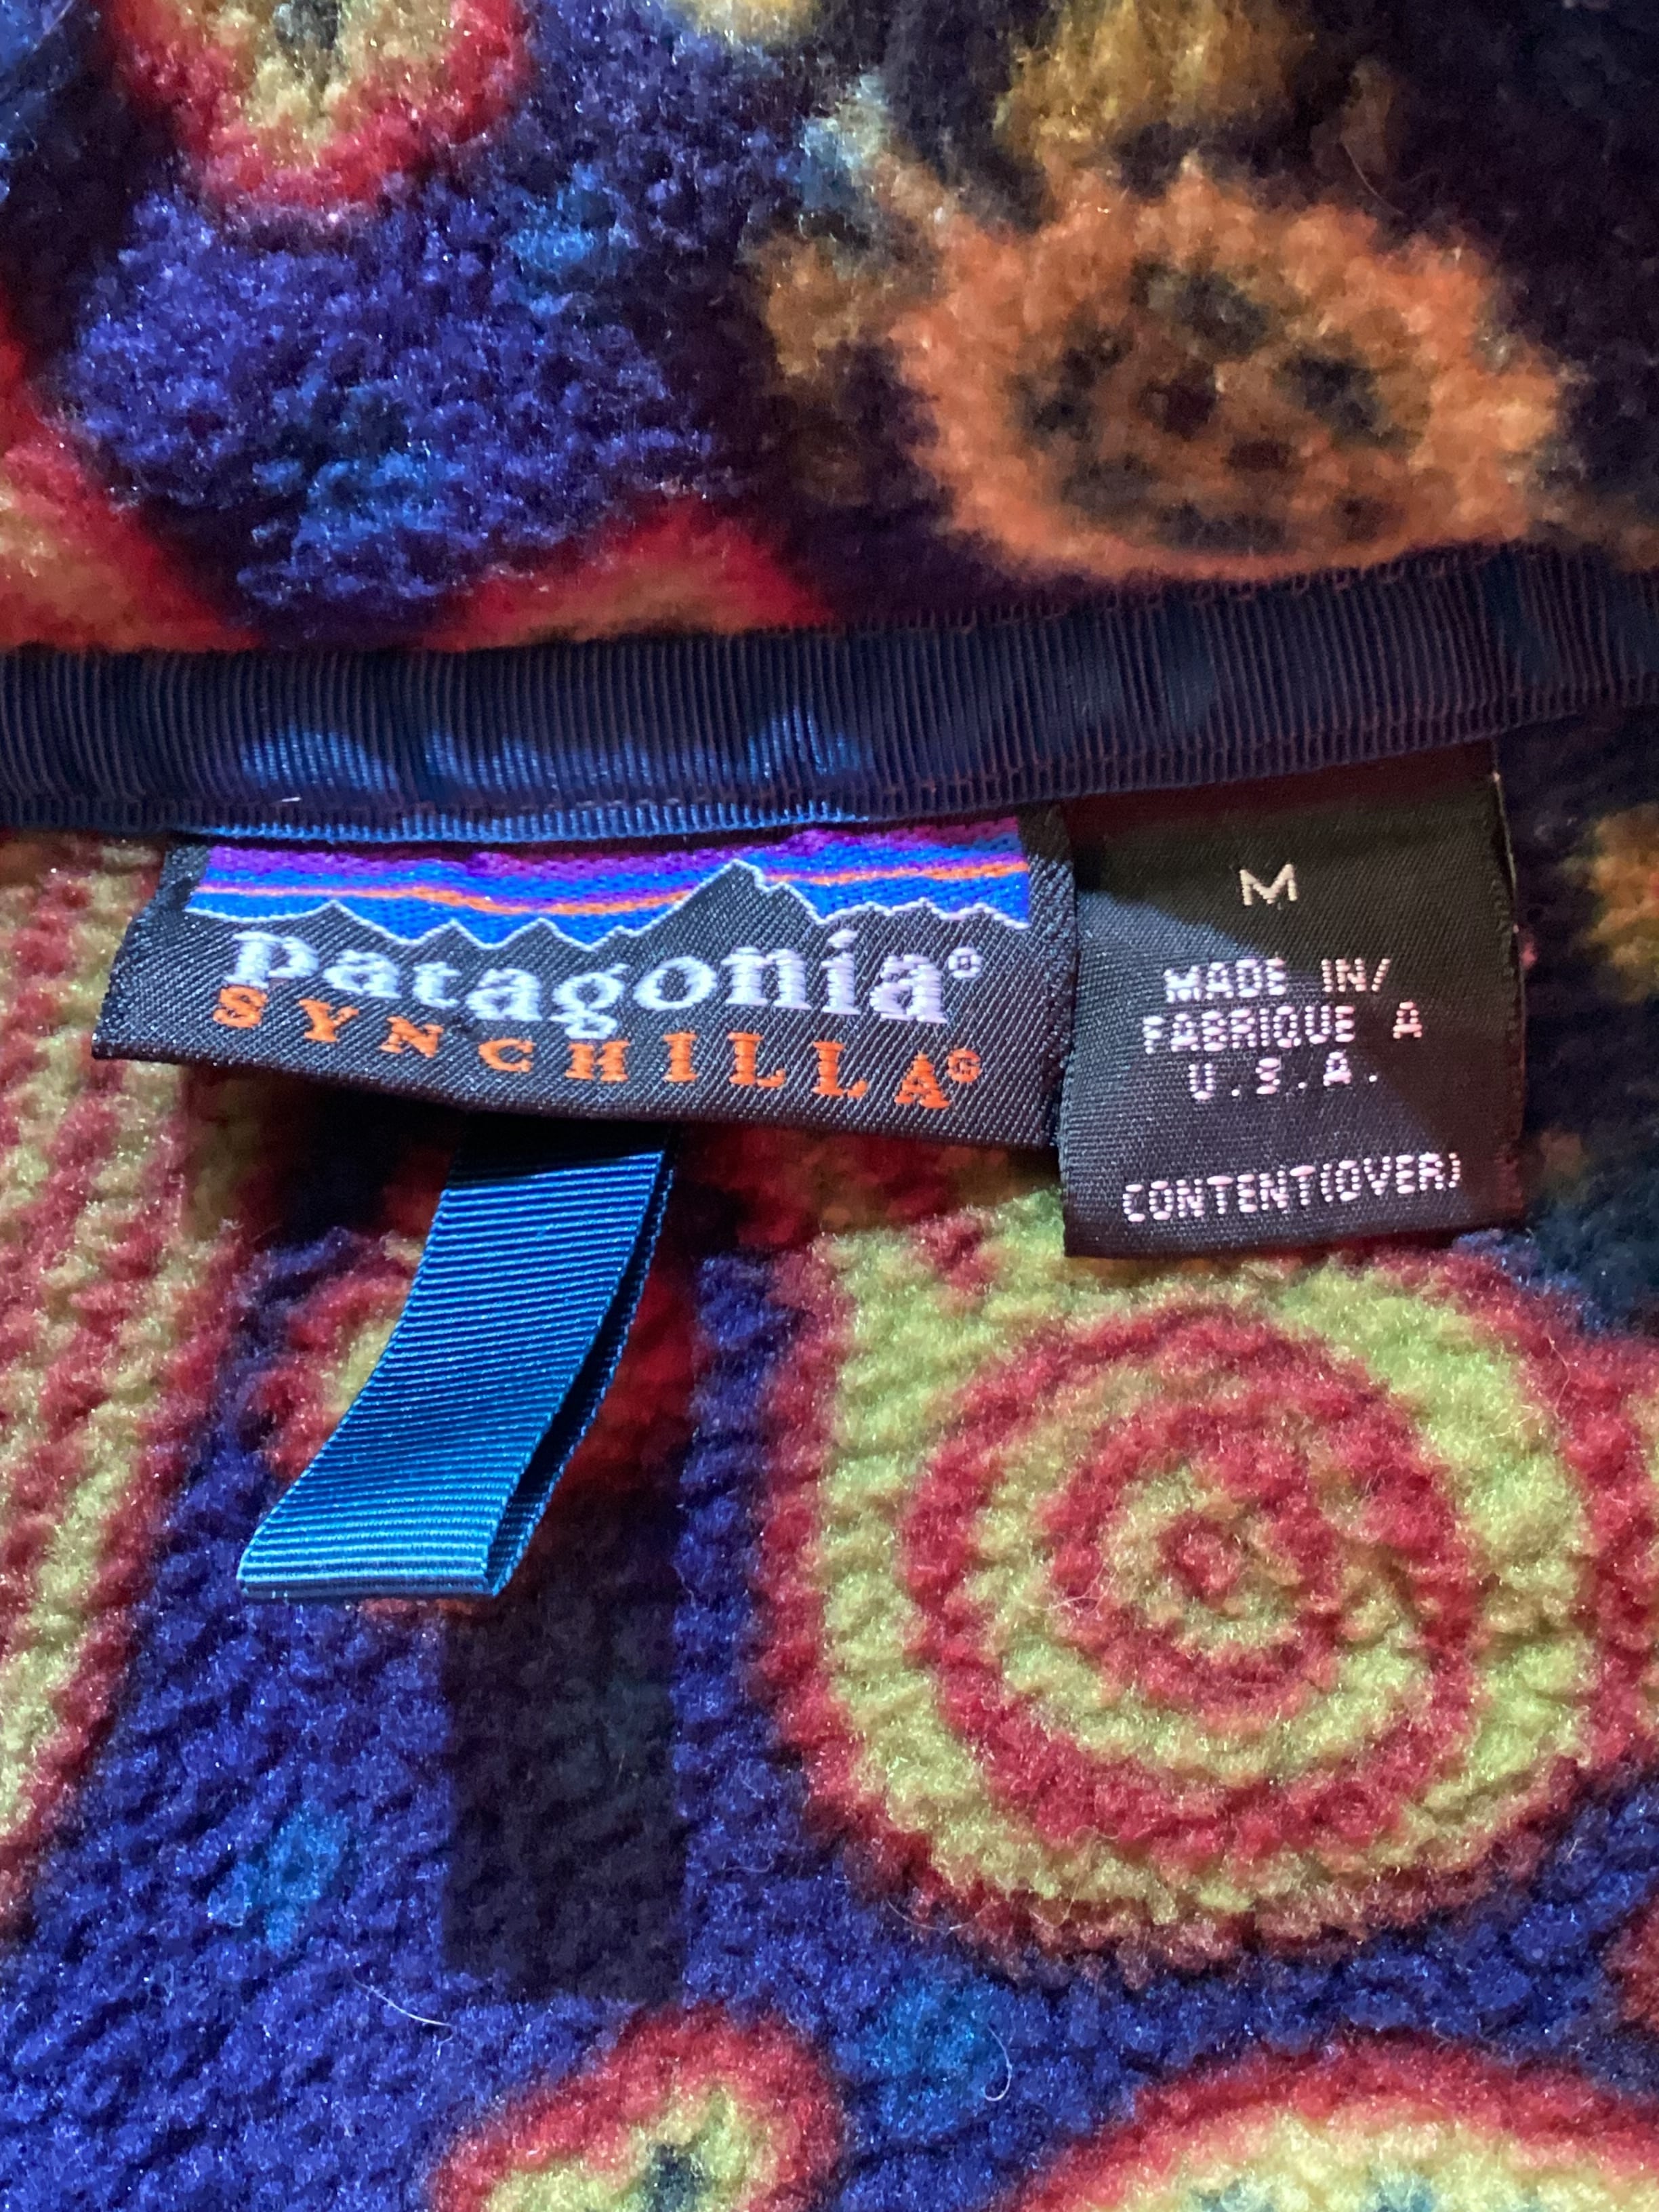 patagonia®
SYNCHILLA®
M
MADE IN/
FABRIQUE A
U.S.A.
CONTENT(OVER)